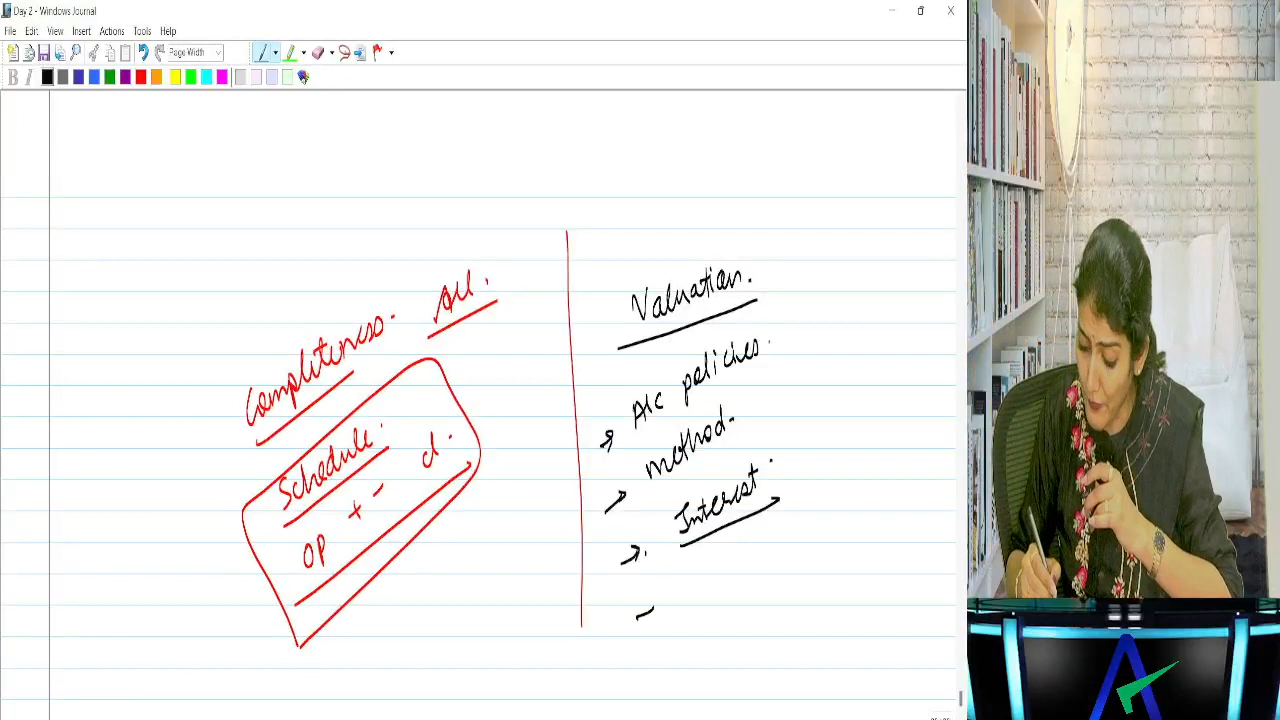 Day 2 - Windows Journal
File Edit View Insert Actions Tools Help
Page Width
B I
Completeness. All.
Schedule.
OP + - cl.
Valuation.
A/c policies.
method.
Interest.